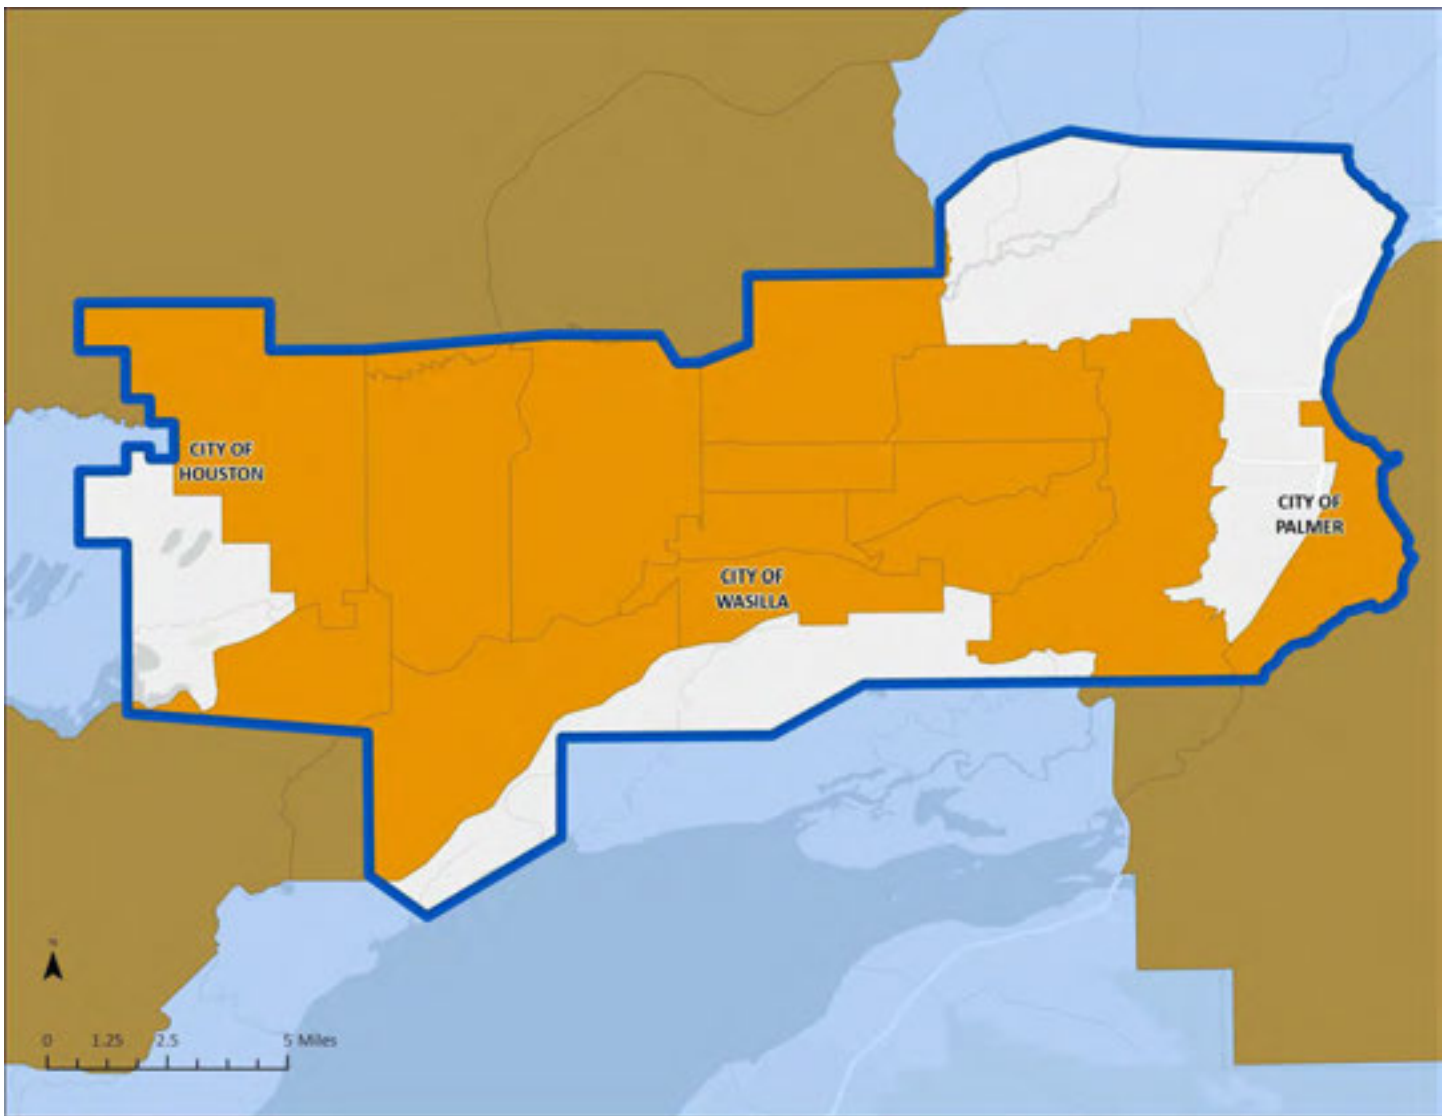 CITY OF
HOUSTON
CITY OF
PALMER
CITY OF
WASILLA
N
0 1.25 2.5 5 Miles